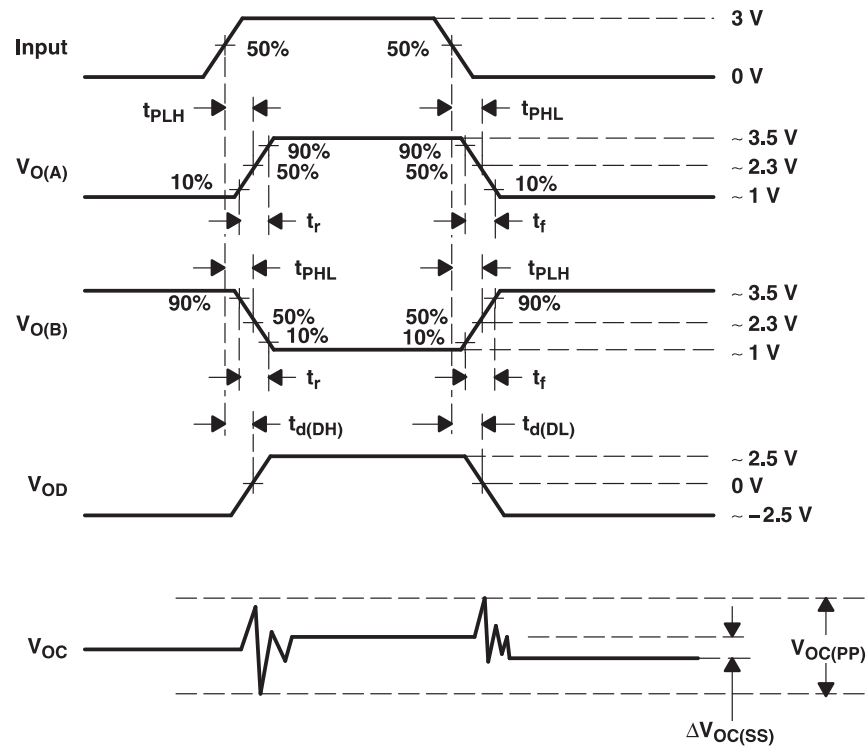 3 V
Input
50%
50%
0 V
tPLH
tPHL
~ 3.5 V
90%
90%
VO(A)
50%
50%
~ 2.3 V
10%
10%
~ 1 V
tr
tf
tPHL
tPLH
90%
90%
~ 3.5 V
VO(B)
50%
50%
~ 2.3 V
10%
10%
~ 1 V
tr
tf
td(DH)
td(DL)
~ 2.5 V
VOD
0 V
~ −2.5 V
VOC
VOC(PP)
ΔVOC(SS)